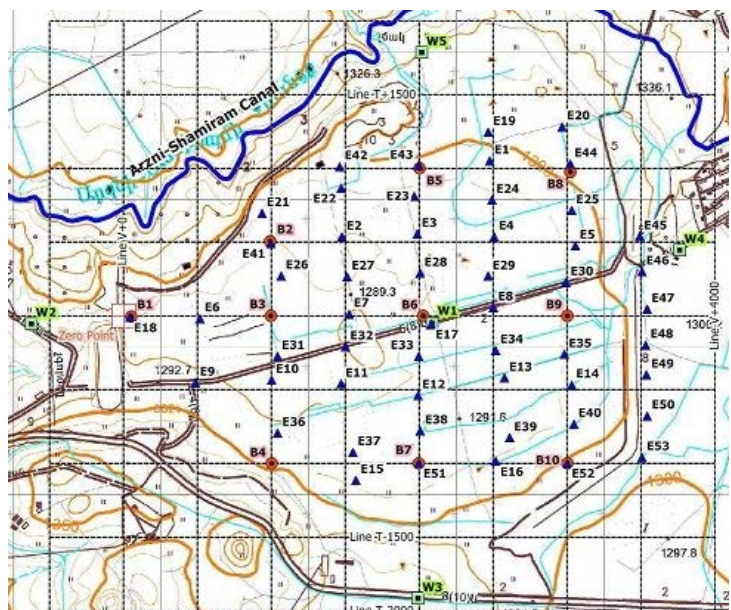 W5
1326.3
1336.1
Line T+1500
Arzni-Shamiram Canal
E19
E20
E42
E43
E1
E44
B5
B8
E22
E23
E24
E25
E21
B2
E2
E3
E4
E5
E45
W4
E41
E26
E27
E28
E29
E30
E46
Line V+0
1289.3
B1
W2
E18
Zero Point
E6
B3
E7
B6
W1
E17
E8
B9
E47
Line V+4000
E31
E32
E33
E34
E35
E48
1292.7
E9
E10
E11
E12
E13
E14
E49
E36
E37
E38
1291.6
E39
E40
E50
B4
E15
B7
E51
E16
B10
E52
E53
1300
1300
Line T-1500
1297.8
W3
8(10)
2
2
Line T-2000